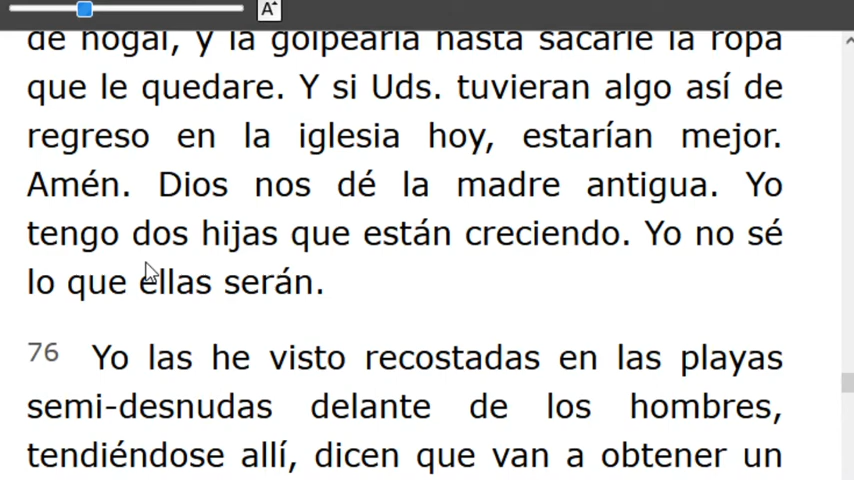 A
de nogal, y la golpearía hasta sacarle la ropa
que le quedare. Y si Uds. tuvieran algo así de
regreso en la iglesia hoy, estarían mejor.
Amén. Dios nos dé la madre antigua. Yo
tengo dos hijas que están creciendo. Yo no sé
lo que ellas serán.
76 Yo las he visto recostadas en las playas
semi-desnudas delante de los hombres,
tendiéndose allí, dicen que van a obtener un